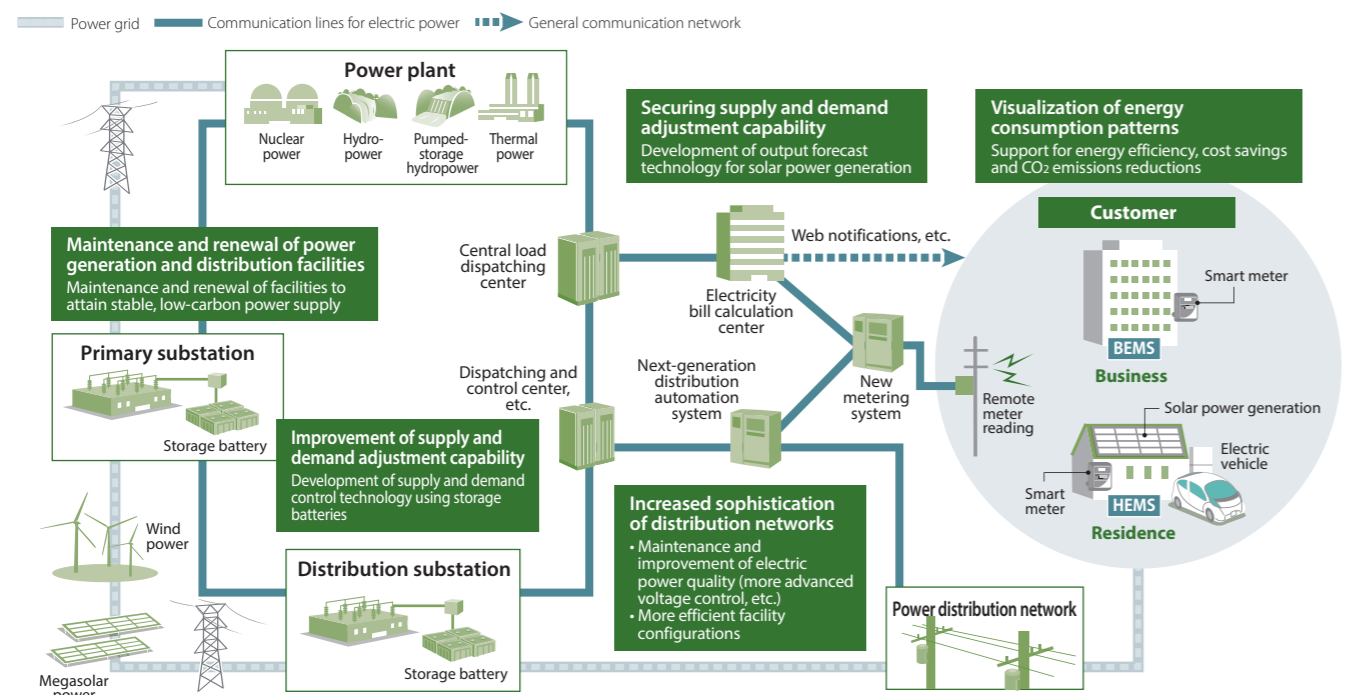 Power grid
Communication lines for electric power
General communication network
Power plant
Nuclear
power
Hydro-
power
Pumped-
storage
hydropower
Thermal
power
Securing supply and demand
adjustment capability
Development of output forecast
technology for solar power generation
Visualization of energy
consumption patterns
Support for energy efficiency, cost savings
and CO2 emissions reductions
Customer
Maintenance and renewal of power
generation and distribution facilities
Maintenance and renewal of facilities to
attain stable, low-carbon power supply
Central load
dispatching
center
Web notifications, etc.
Electricity
bill calculation
center
Smart meter
BEMS
Business
Primary substation
Storage battery
Dispatching and
control center,
etc.
Next-generation
distribution
automation
system
New
metering
system
Remote
meter
reading
Solar power generation
Electric
vehicle
Smart
meter
HEMS
Residence
Improvement of supply and
demand adjustment capability
Development of supply and demand
control technology using storage
batteries
Increased sophistication
of distribution networks
• Maintenance and
improvement of electric
power quality (more advanced
voltage control, etc.)
• More efficient facility
configurations
Wind
power
Distribution substation
Storage battery
Power distribution network
Megasolar
power